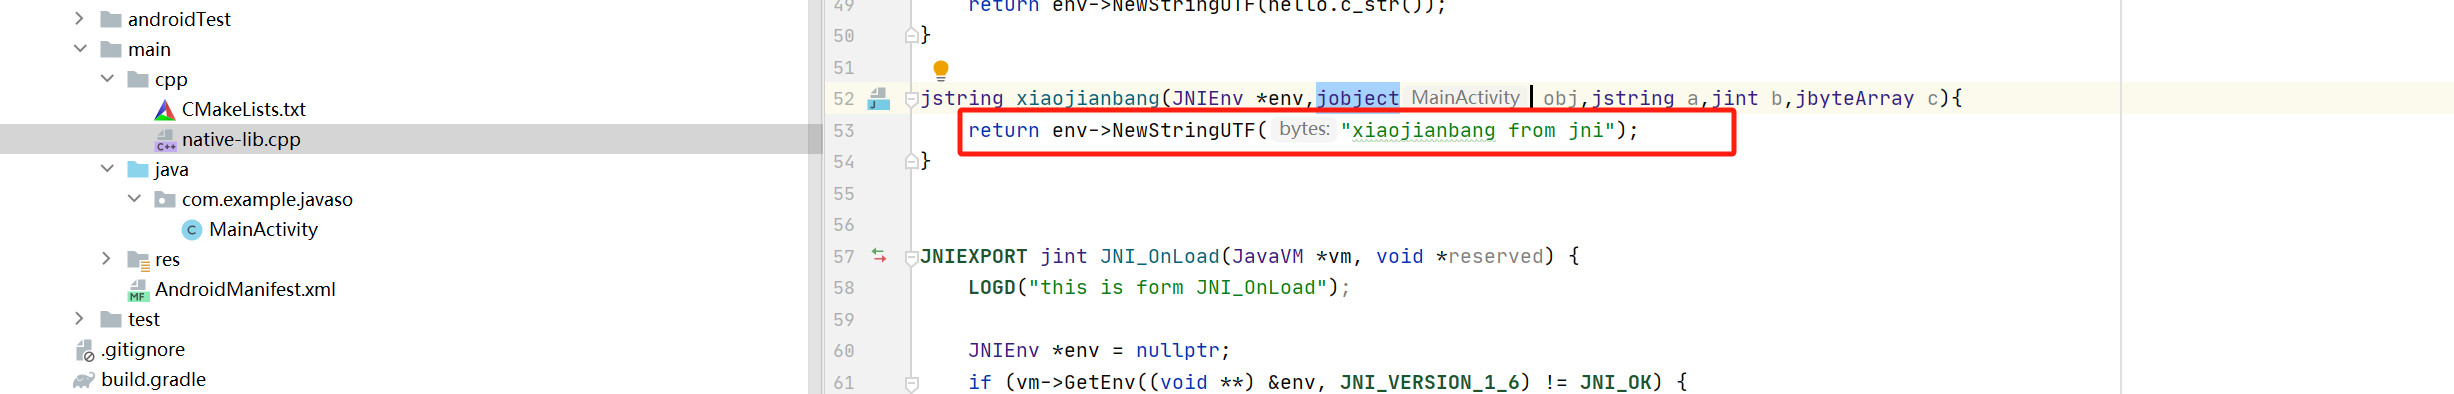 androidTest
main
cpp
CMakeLists.txt
native-lib.cpp
java
com.example.javaso
MainActivity
res
AndroidManifest.xml
test
.gitignore
build.gradle
49 return env->NewStringUTF(hello.c_str());
50 }
51
52 jstring xiaojianbang(JNIEnv *env,jobject MainActivity obj,jstring a,jint b,jbyteArray c){
53 return env->NewStringUTF( bytes: "xiaojianbang from jni");
54 }
55
56
57 JNIEXPORT jint JNI_OnLoad(JavaVM *vm, void *reserved) {
58 LOGD("this is form JNI_OnLoad");
59
60 JNIEnv *env = nullptr;
61 if (vm->GetEnv((void **) &env, JNI_VERSION_1_6) != JNI_OK) {